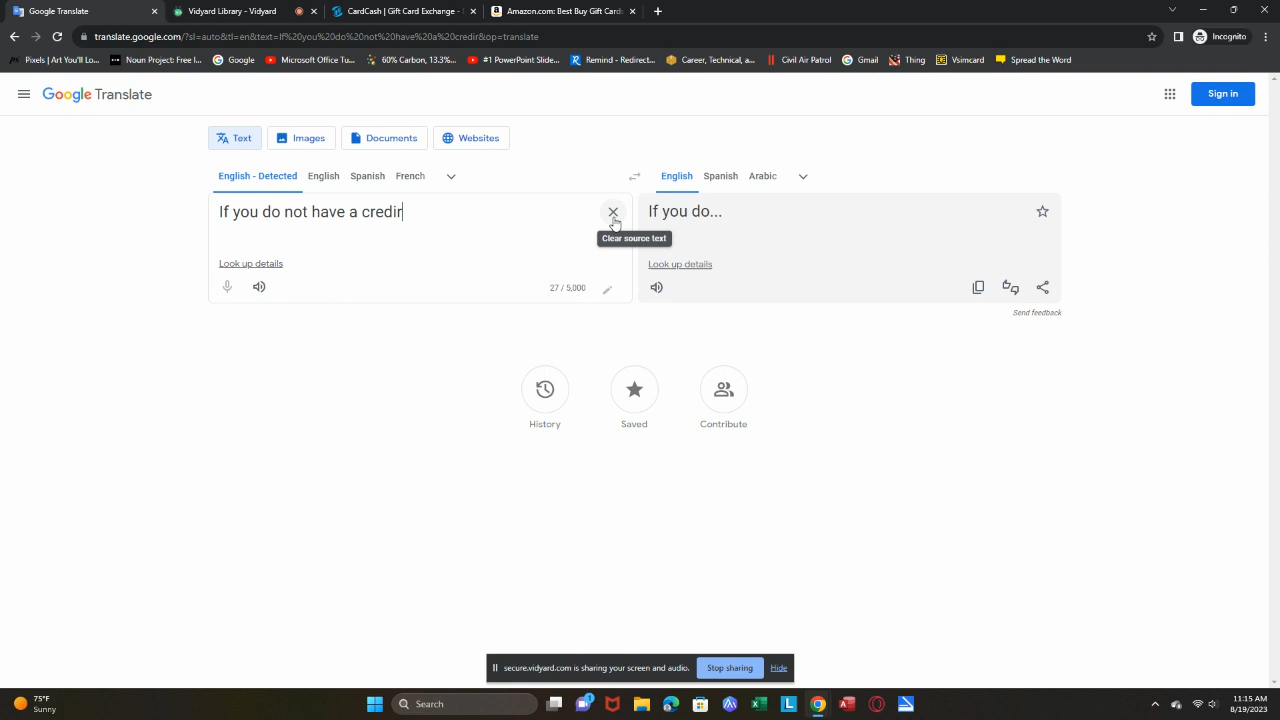 Google Translate
Vidyard Library - Vidyard
CardCash | Gift Card Exchange -
Amazon.com: Best Buy Gift Cards
translate.google.com/?sl=auto&tl=en&text=If%20you%20do%20not%20have%20a%20credir&op=translate
Incognito
Pixels | Art You'll Lo...
Noun Project: Free I...
Google
Microsoft Office Tu...
60% Carbon, 13.3%...
#1 PowerPoint Slide...
Remind - Redirect...
Career, Technical, a...
Civil Air Patrol
Gmail
Thing
Vsimcard
Spread the Word
Google Translate
Sign in
Text
Images
Documents
Websites
English - Detected
English
Spanish
French
English
Spanish
Arabic
If you do not have a credir
If you do...
Clear source text
Look up details
Look up details
27 / 5,000
Send feedback
History
Saved
Contribute
secure.vidyard.com is sharing your screen and audio.
Stop sharing
Hide
75°F
Sunny
Search
1
11:15 AM
8/19/2023